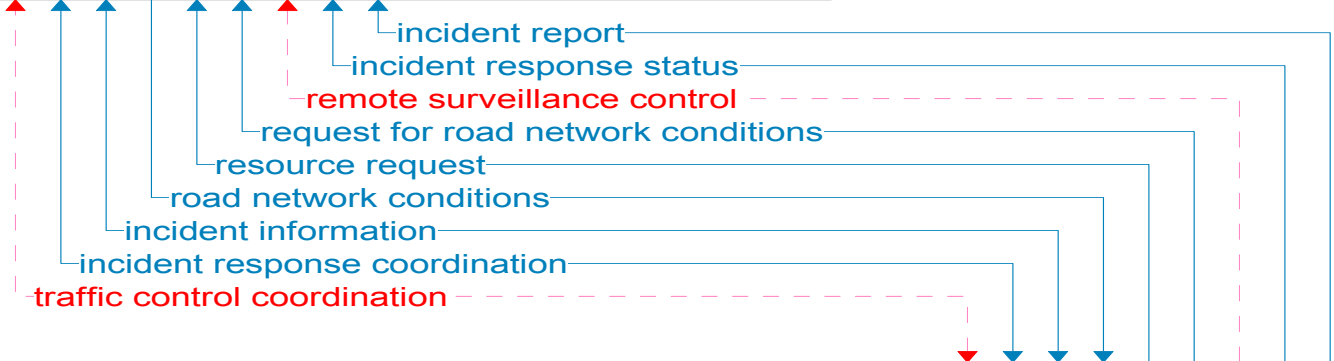 incident report
incident response status
remote surveillance control
request for road network conditions
resource request
road network conditions
incident information
incident response coordination
traffic control coordination